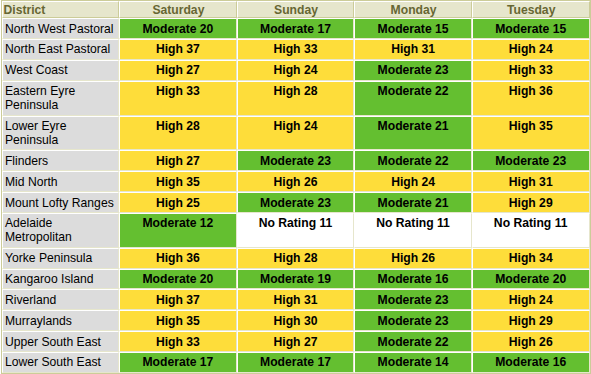 District Saturday Sunday Monday Tuesday
North West Pastoral Moderate 20 Moderate 17 Moderate 15 Moderate 15
North East Pastoral High 37 High 33 High 31 High 24
West Coast High 27 High 24 Moderate 23 High 33
Eastern Eyre High 33 High 28 Moderate 22 High 36
Peninsula
Lower Eyre High 28 High 24 Moderate 21 High 35
Peninsula
Flinders High 27 Moderate 23 Moderate 22 Moderate 23
Mid North High 35 High 26 High 24 High 31
Mount Lofty Ranges High 25 Moderate 23 Moderate 21 High 29
Adelaide Moderate 12 No Rating 11 No Rating 11 No Rating 11
Metropolitan
Yorke Peninsula High 36 High 28 High 26 High 34
Kangaroo Island Moderate 20 Moderate 19 Moderate 16 Moderate 20
Riverland High 37 High 31 Moderate 23 High 24
Murraylands High 35 High 30 Moderate 23 High 29
Upper South East High 33 High 27 Moderate 22 High 26
Lower South East Moderate 17 Moderate 17 Moderate 14 Moderate 16